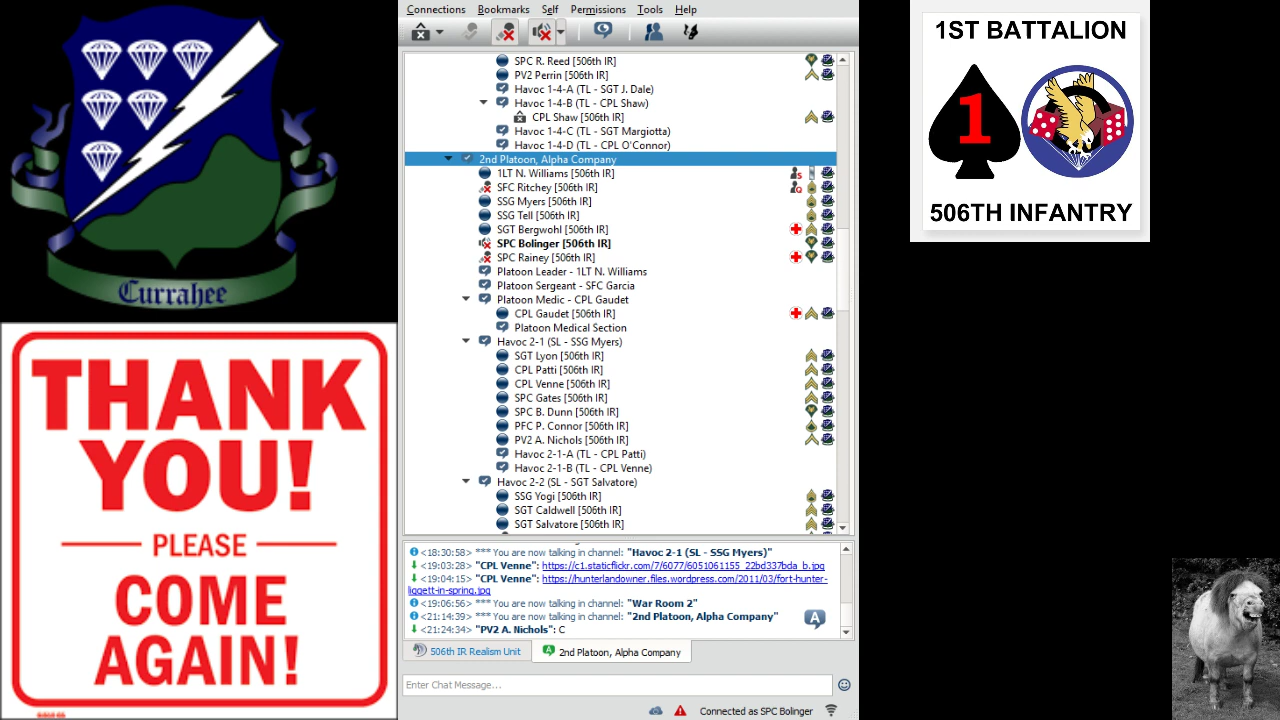 Currahee
THANK
YOU!
PLEASE
COME
AGAIN!
Connections Bookmarks Self Permissions Tools Help
SPC R. Reed [506th IR]
PV2 Perrin [506th IR]
Havoc 1-4-A (TL - SGT J. Dale)
Havoc 1-4-B (TL - CPL Shaw)
CPL Shaw [506th IR]
Havoc 1-4-C (TL - SGT Margiotta)
Havoc 1-4-D (TL - CPL O'Connor)
2nd Platoon, Alpha Company
1LT N. Williams [506th IR]
SFC Ritchey [506th IR]
SSG Myers [506th IR]
SSG Tell [506th IR]
SGT Bergwohl [506th IR]
SPC Bolinger [506th IR]
SPC Rainey [506th IR]
Platoon Leader - 1LT N. Williams
Platoon Sergeant - SFC Garcia
Platoon Medic - CPL Gaudet
CPL Gaudet [506th IR]
Platoon Medical Section
Havoc 2-1 (SL - SSG Myers)
SGT Lyon [506th IR]
CPL Patti [506th IR]
CPL Venne [506th IR]
SPC Gates [506th IR]
SPC B. Dunn [506th IR]
PFC P. Connor [506th IR]
PV2 A. Nichols [506th IR]
Havoc 2-1-A (TL - CPL Patti)
Havoc 2-1-B (TL - CPL Venne)
Havoc 2-2 (SL - SGT Salvatore)
SSG Yogi [506th IR]
SGT Caldwell [506th IR]
SGT Salvatore [506th IR]
<18:30:58> *** You are now talking in channel: "Havoc 2-1 (SL - SSG Myers)"
<19:03:28> "CPL Venne": https://c1.staticflickr.com/7/6077/6051061155_22bd337bda_b.jpg
<19:04:15> "CPL Venne": https://hunterlandowner.files.wordpress.com/2011/03/fort-hunter-
liggett-in-spring.jpg
<19:06:56> *** You are now talking in channel: "War Room 2"
<21:14:39> *** You are now talking in channel: "2nd Platoon, Alpha Company"
<21:24:34> "PV2 A. Nichols": C
506th IR Realism Unit 2nd Platoon, Alpha Company
Enter Chat Message...
Connected as SPC Bolinger
1ST BATTALION
1
506TH INFANTRY